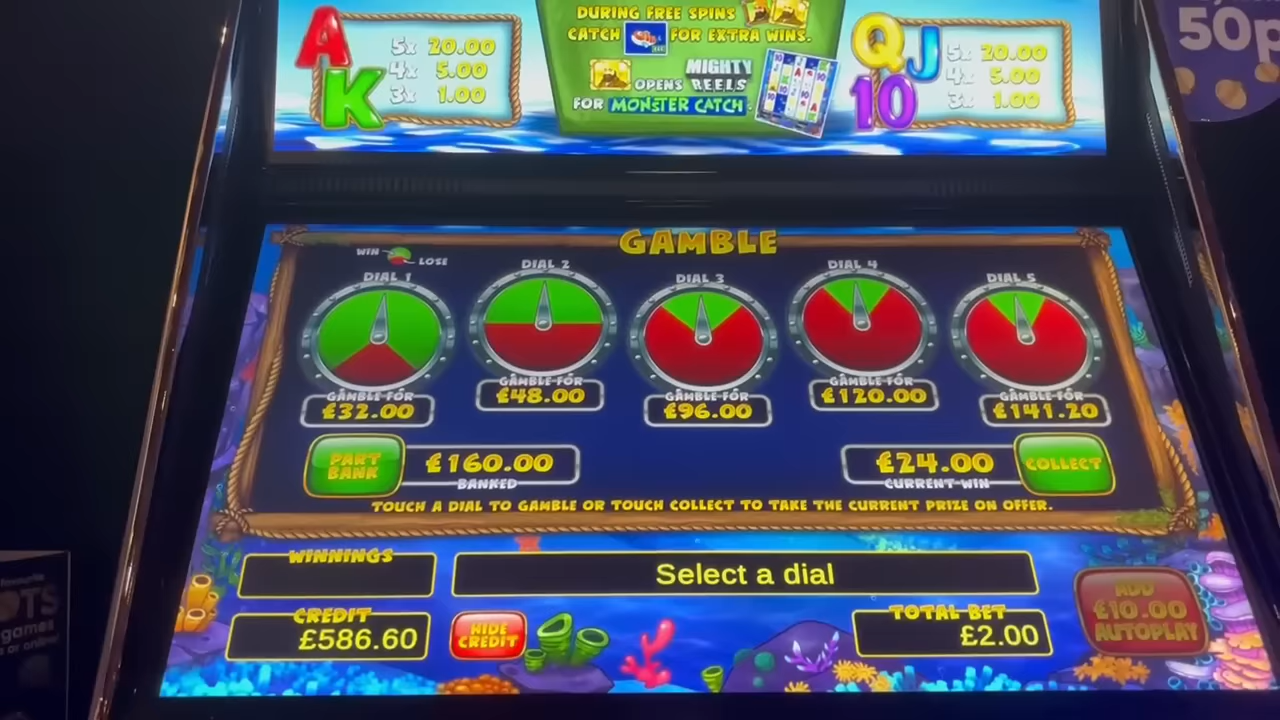 A
K
5x 20.00
4x 5.00
3x 1.00
DURING FREE SPINS
CATCH FOR EXTRA WINS.
OPENS MIGHTY REELS
FOR MONSTER CATCH.
Q
J
10
5x 20.00
4x 5.00
3x 1.00
50p
GAMBLE
WIN LOSE
DIAL 1
DIAL 2
DIAL 3
DIAL 4
DIAL 5
GAMBLE FOR
£32.00
GAMBLE FOR
£48.00
GAMBLE FOR
£96.00
GAMBLE FOR
£120.00
GAMBLE FOR
£141.20
PART
BANK
£160.00
BANKED
£24.00
CURRENT WIN
COLLECT
TOUCH A DIAL TO GAMBLE OR TOUCH COLLECT TO TAKE THE CURRENT PRIZE ON OFFER.
WINNINGS
Select a dial
CREDIT
£586.60
HIDE
CREDIT
TOTAL BET
£2.00
ADD
£10.00
AUTOPLAY
favourite
games
or online!